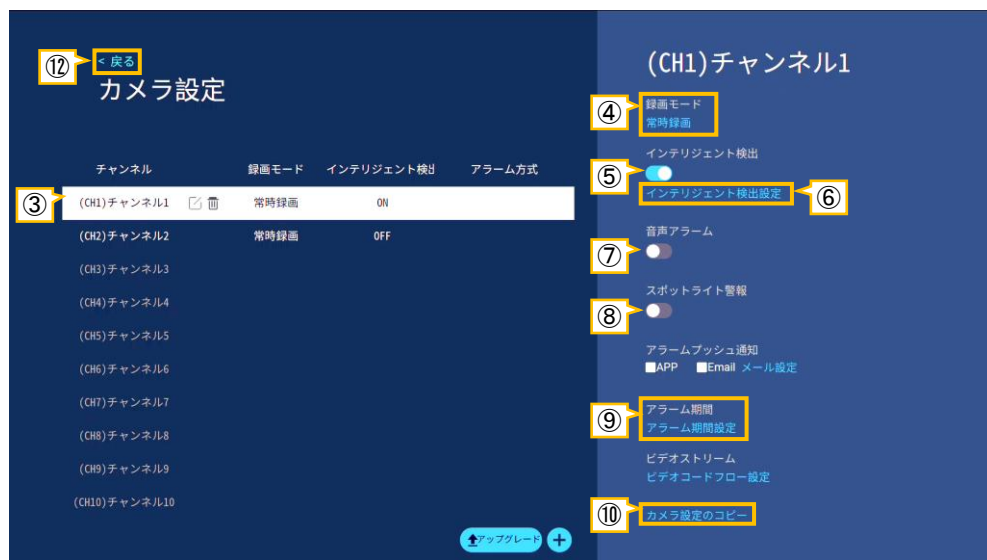 ⑫
< 戻る
カメラ設定
チャンネル 録画モード インテリジェント検出 アラーム方式
③
(CH1)チャンネル1 常時録画 ON
(CH2)チャンネル2 常時録画 OFF
(CH3)チャンネル3
(CH4)チャンネル4
(CH5)チャンネル5
(CH6)チャンネル6
(CH7)チャンネル7
(CH8)チャンネル8
(CH9)チャンネル9
(CH10)チャンネル10
アップグレード
(CH1)チャンネル1
④
録画モード
常時録画
インテリジェント検出
⑤
インテリジェント検出設定
⑥
音声アラーム
⑦
スポットライト警報
⑧
アラームプッシュ通知
APP Email メール設定
⑨
アラーム期間
アラーム期間設定
ビデオストリーム
ビデオコードフロー設定
⑩
カメラ設定のコピー